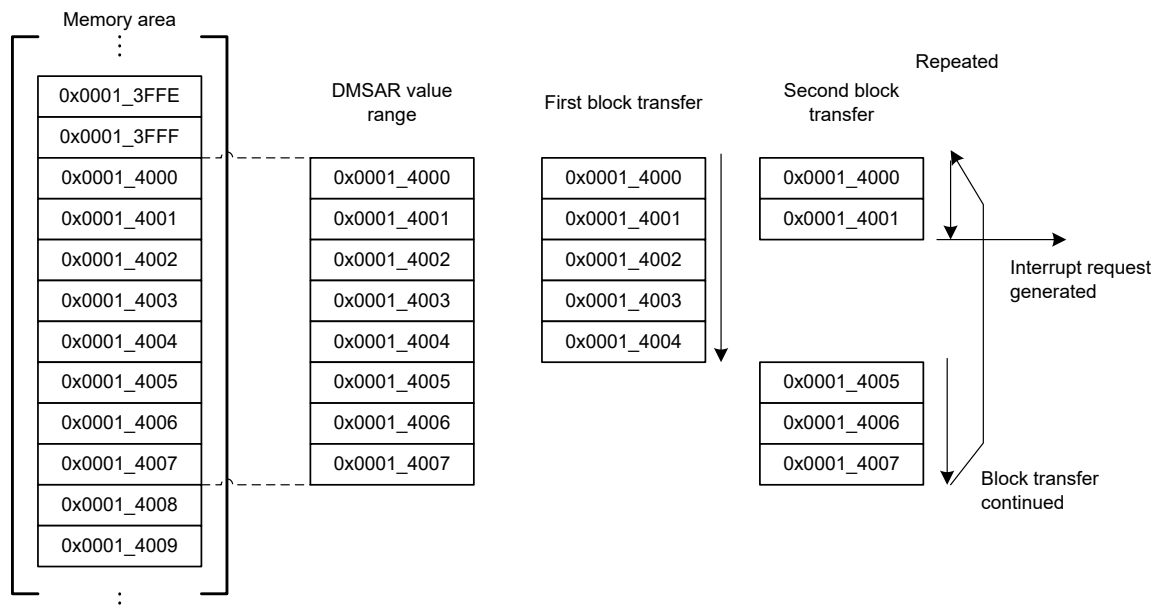 Memory area
⋮
0x0001_3FFE
0x0001_3FFF
0x0001_4000
0x0001_4001
0x0001_4002
0x0001_4003
0x0001_4004
0x0001_4005
0x0001_4006
0x0001_4007
0x0001_4008
0x0001_4009
⋮
DMSAR value
range
0x0001_4000
0x0001_4001
0x0001_4002
0x0001_4003
0x0001_4004
0x0001_4005
0x0001_4006
0x0001_4007
First block transfer
0x0001_4000
0x0001_4001
0x0001_4002
0x0001_4003
0x0001_4004
Second block
transfer
0x0001_4000
0x0001_4001
0x0001_4005
0x0001_4006
0x0001_4007
Repeated
Interrupt request
generated
Block transfer
continued